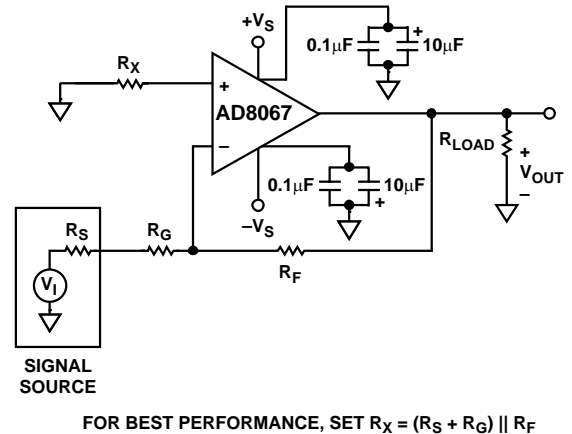 +VS
0.1µF
10µF
+
RX
+
AD8067
−
RLOAD
+
VOUT
−
0.1µF
10µF
+
−VS
RS
RG
RF
VI
SIGNAL
SOURCE
FOR BEST PERFORMANCE, SET RX = (RS + RG) || RF